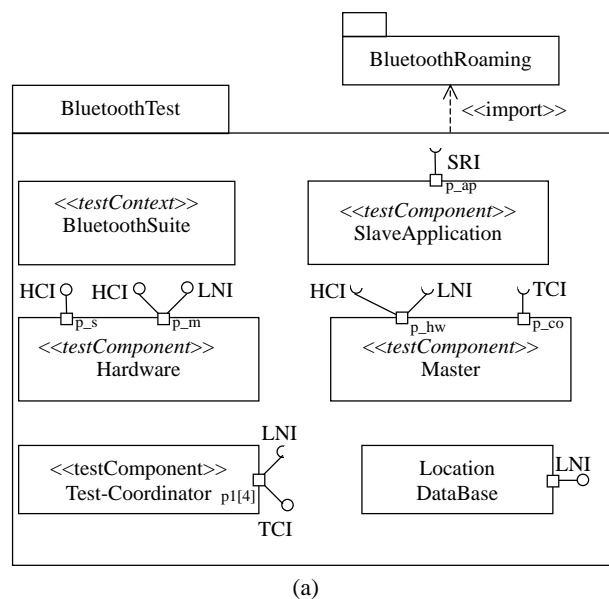 BluetoothRoaming
BluetoothTest
<<import>>
SRI
p_ap
<<testContext>>
BluetoothSuite
<<testComponent>>
SlaveApplication
HCI
HCI
LNI
p_s
p_m
<<testComponent>>
Hardware
HCI
LNI
TCI
p_hw
p_co
<<testComponent>>
Master
LNI
<<testComponent>>
Test-Coordinator
p1[4]
TCI
Location
DataBase
LNI
(a)